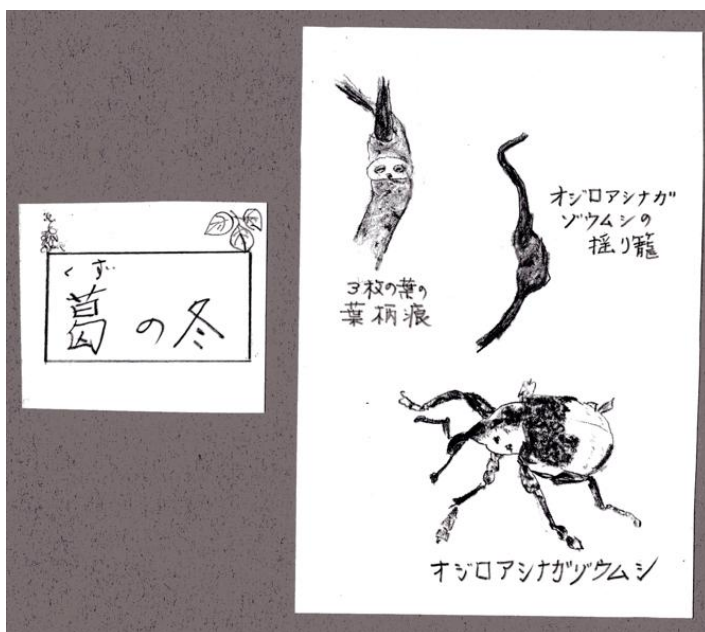 くず
葛の冬
3枚の葉の
葉柄痕
オジロアシナガ
ゾウムシの
揺り籠
オジロアシナガゾウムシ